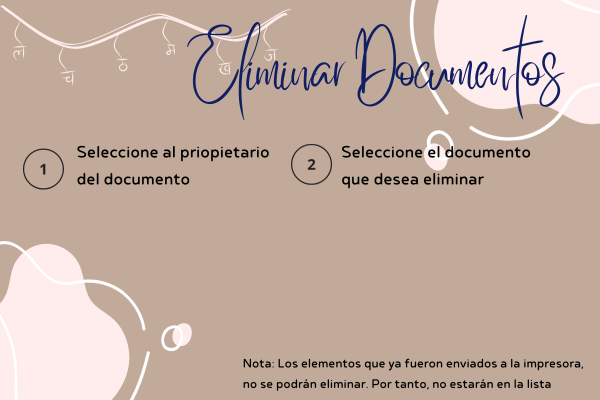 ल च ठ म ख ज
Eliminar Documentos
1
Seleccione al priopietario
del documento
2
Seleccione el documento
que desea eliminar
Nota: Los elementos que ya fueron enviados a la impresora,
no se podrán eliminar. Por tanto, no estarán en la lista